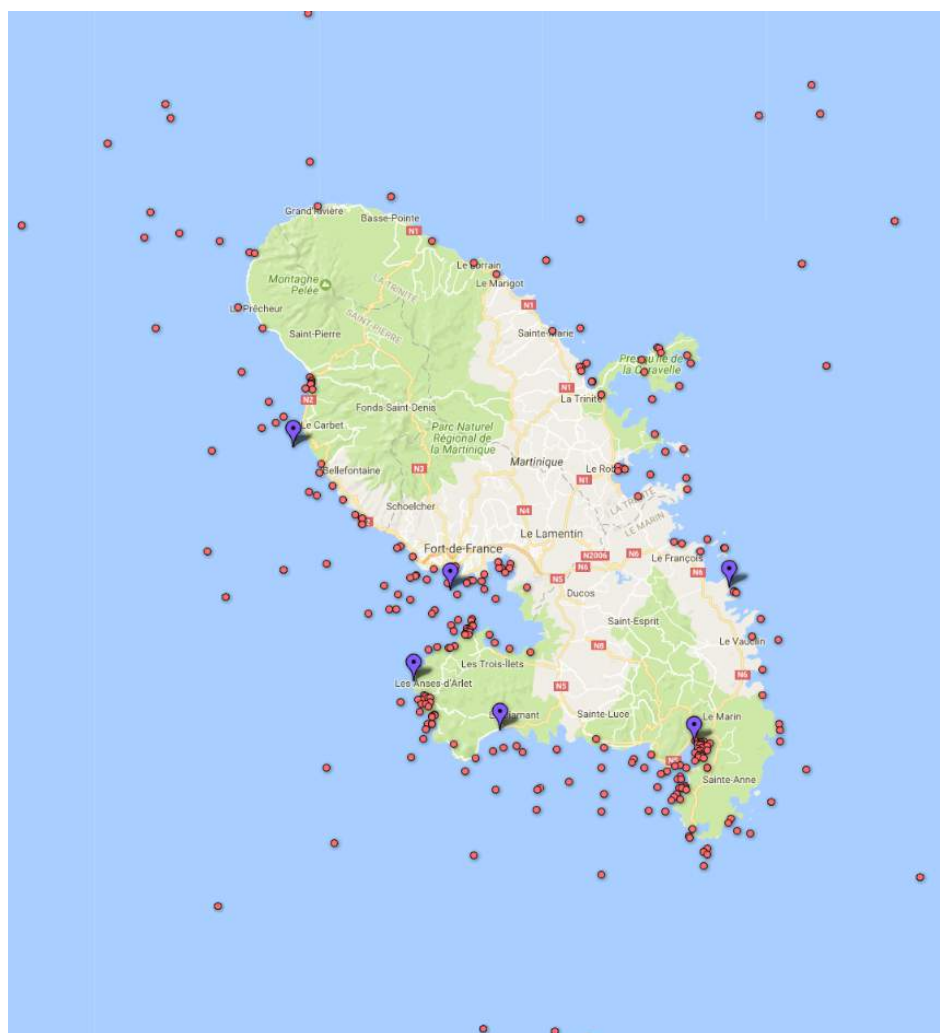 Grand'Rivière
Basse-Pointe
N1
Le Lorrain
Le Marigot
Montagne
Pelée
LA TRINITÉ
SAINT-PIERRE
N1
Le Prêcheur
Saint-Pierre
Sainte-Marie
Presqu'île de
la Caravelle
N1
La Trinité
N2
Fonds-Saint-Denis
Le Carbet
Parc Naturel
Régional de
la Martinique
Martinique
Bellefontaine
N3
Le Rob
N1
LA TRINITÉ
LE MARIN
Schoelcher
N4
Le Lamentin
Fort-de-France
N2006
N6
N6
Le François
N5
N6
Ducos
Saint-Esprit
Le Vauclin
N8
Les Trois-Îlets
N6
Les Anses-d'Arlet
N5
Sainte-Luce
Le Marin
Sainte-Anne